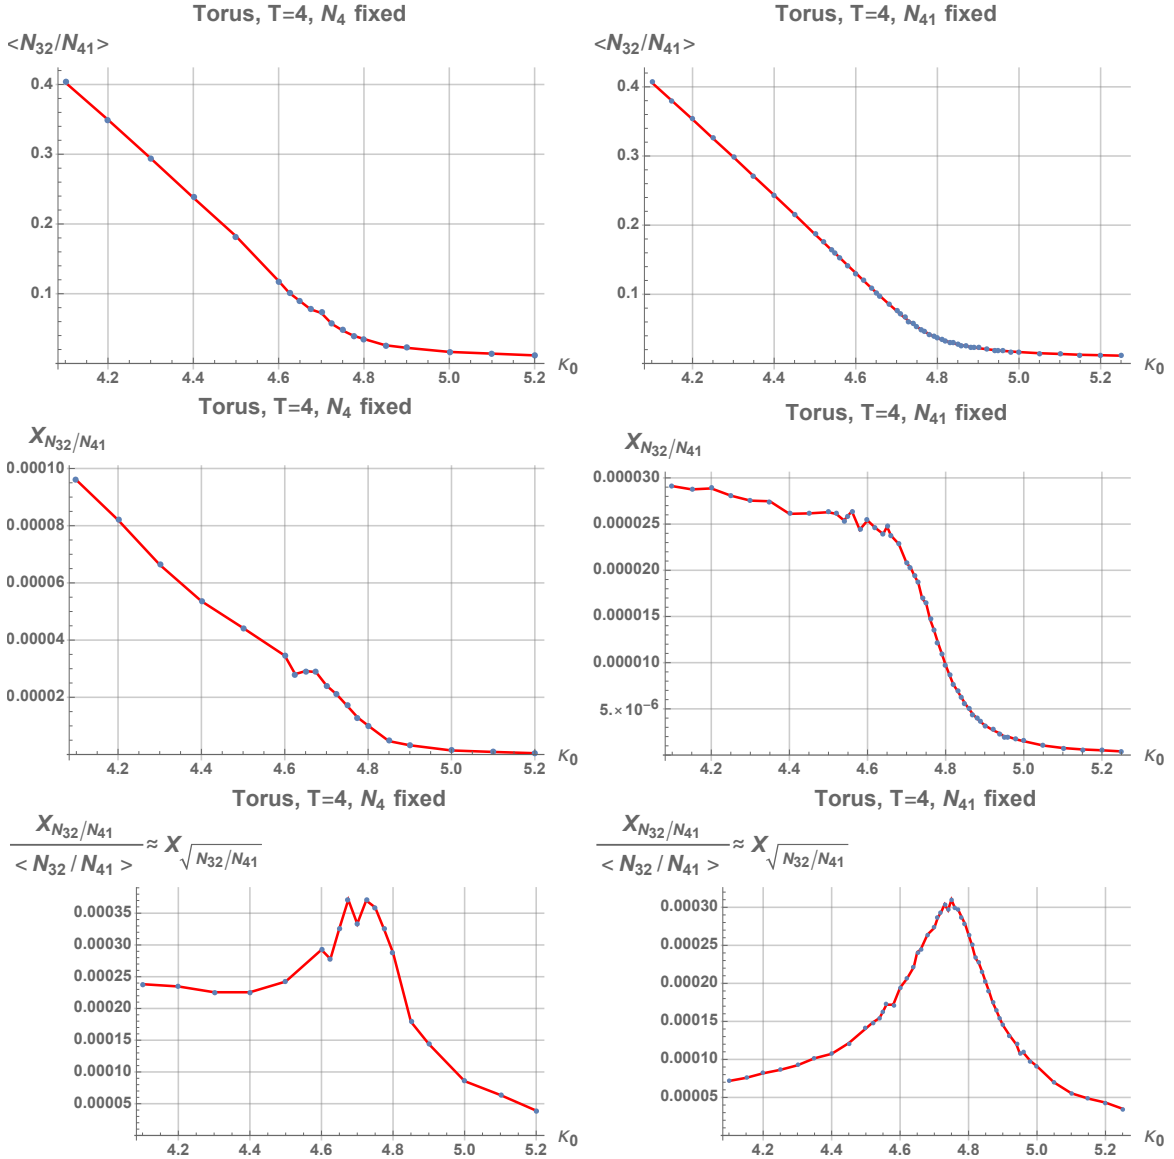 Torus, T=4, N4 fixed
<N32/N41>
0.4
0.3
0.2
0.1
4.2 4.4 4.6 4.8 5.0 5.2 κ0
Torus, T=4, N41 fixed
<N32/N41>
0.4
0.3
0.2
0.1
4.2 4.4 4.6 4.8 5.0 5.2 κ0
Torus, T=4, N4 fixed
XN32/N41
0.00010
0.00008
0.00006
0.00004
0.00002
4.2 4.4 4.6 4.8 5.0 5.2 κ0
Torus, T=4, N41 fixed
XN32/N41
0.000030
0.000025
0.000020
0.000015
0.000010
5.×10−6
4.2 4.4 4.6 4.8 5.0 5.2 κ0
Torus, T=4, N4 fixed
XN32/N41
<N32/N41> ≈ X√N32/N41
0.00035
0.00030
0.00025
0.00020
0.00015
0.00010
0.00005
4.2 4.4 4.6 4.8 5.0 5.2 κ0
Torus, T=4, N41 fixed
XN32/N41
<N32/N41> ≈ X√N32/N41
0.00030
0.00025
0.00020
0.00015
0.00010
0.00005
4.2 4.4 4.6 4.8 5.0 5.2 κ0